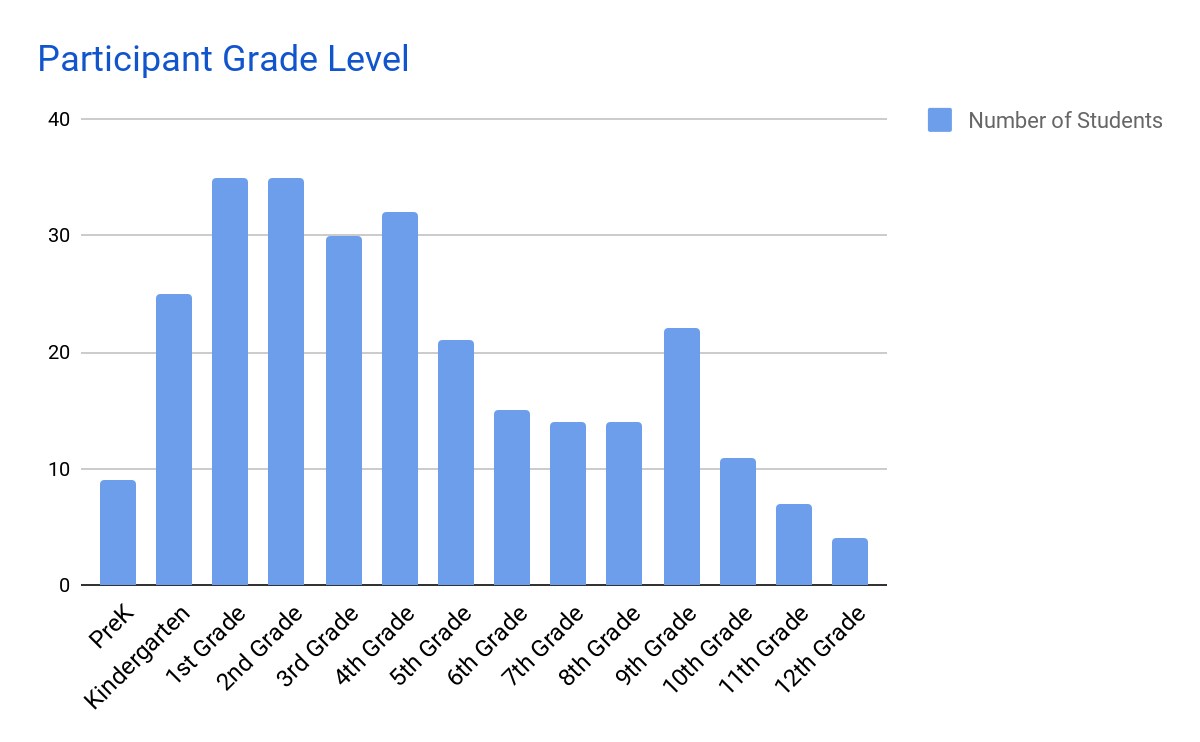 Participant Grade Level
Number of Students
40
30
20
10
0
PreK
Kindergarten
1st Grade
2nd Grade
3rd Grade
4th Grade
5th Grade
6th Grade
7th Grade
8th Grade
9th Grade
10th Grade
11th Grade
12th Grade